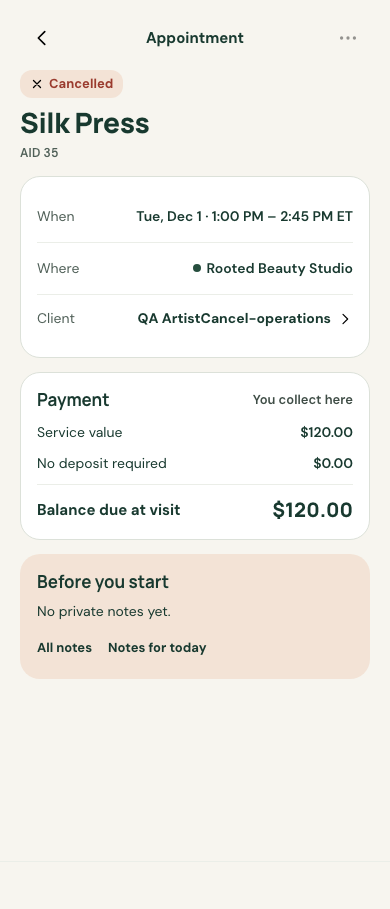 Appointment
Cancelled
Silk Press
AID 35
When Tue, Dec 1 · 1:00 PM – 2:45 PM ET
Where Rooted Beauty Studio
Client QA ArtistCancel-operations
Payment You collect here
Service value $120.00
No deposit required $0.00
Balance due at visit $120.00
Before you start
No private notes yet.
All notes Notes for today